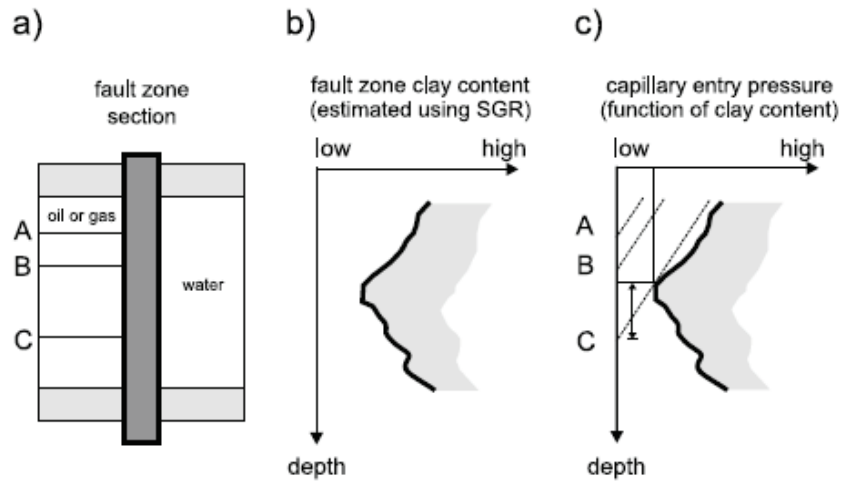 a)
fault zone
section
oil or gas
A
B
water
C
b)
fault zone clay content
(estimated using SGR)
low
high
depth
c)
capillary entry pressure
(function of clay content)
low
high
A
B
C
depth